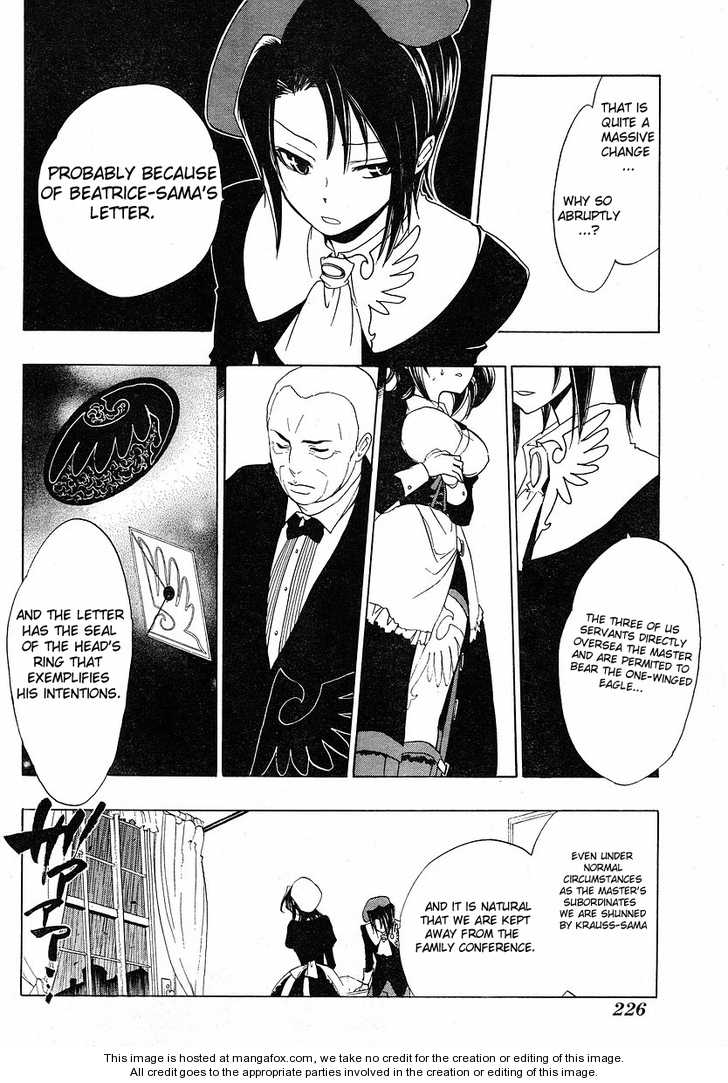 THAT IS
QUITE A
MASSIVE
CHANGE
...
WHY SO
ABRUPTLY
...?
PROBABLY BECAUSE
OF BEATRICE-SAMA'S
LETTER.
THE THREE OF US
SERVANTS DIRECTLY
OVERSEA THE MASTER
AND ARE PERMITED TO
BEAR THE ONE-WINGED
EAGLE...
AND THE LETTER
HAS THE SEAL
OF THE HEAD'S
RING THAT
EXEMPLIFIES
HIS INTENTIONS.
EVEN UNDER
NORMAL
CIRCUMSTANCES
AS THE MASTER'S
SUBORDINATES
WE ARE SHUNNED
BY KRAUSS-SAMA
AND IT IS NATURAL
THAT WE ARE KEPT
AWAY FROM THE
FAMILY CONFERENCE.
ザアアア...
226
This image is hosted at mangafox.com, we take no credit for the creation or editing of this image.
All credit goes to the appropriate parties involved in the creation or editing of this image.